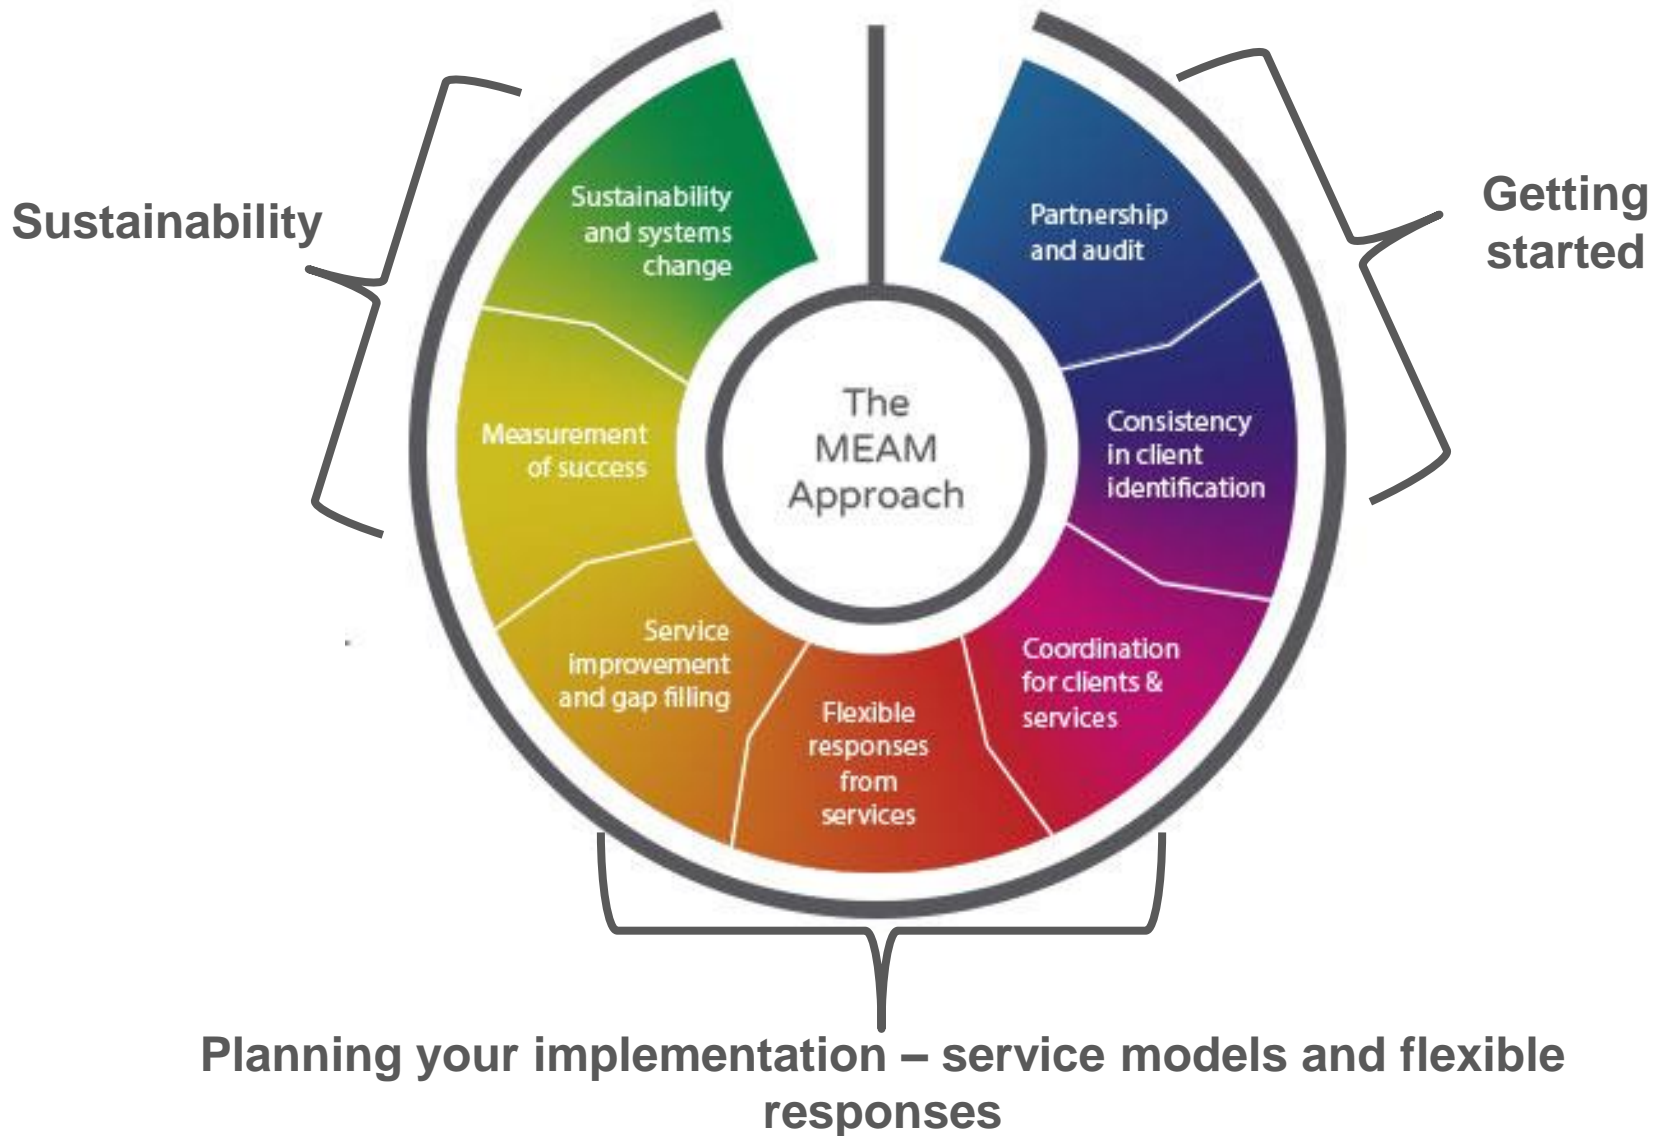 Sustainability
Getting
started
Sustainability
and systems
change
Partnership
and audit
Measurement
of success
The
MEAM
Approach
Consistency
in client
identification
Service
improvement
and gap filling
Flexible
responses
from
services
Coordination
for clients &
services
Planning your implementation – service models and flexible
responses